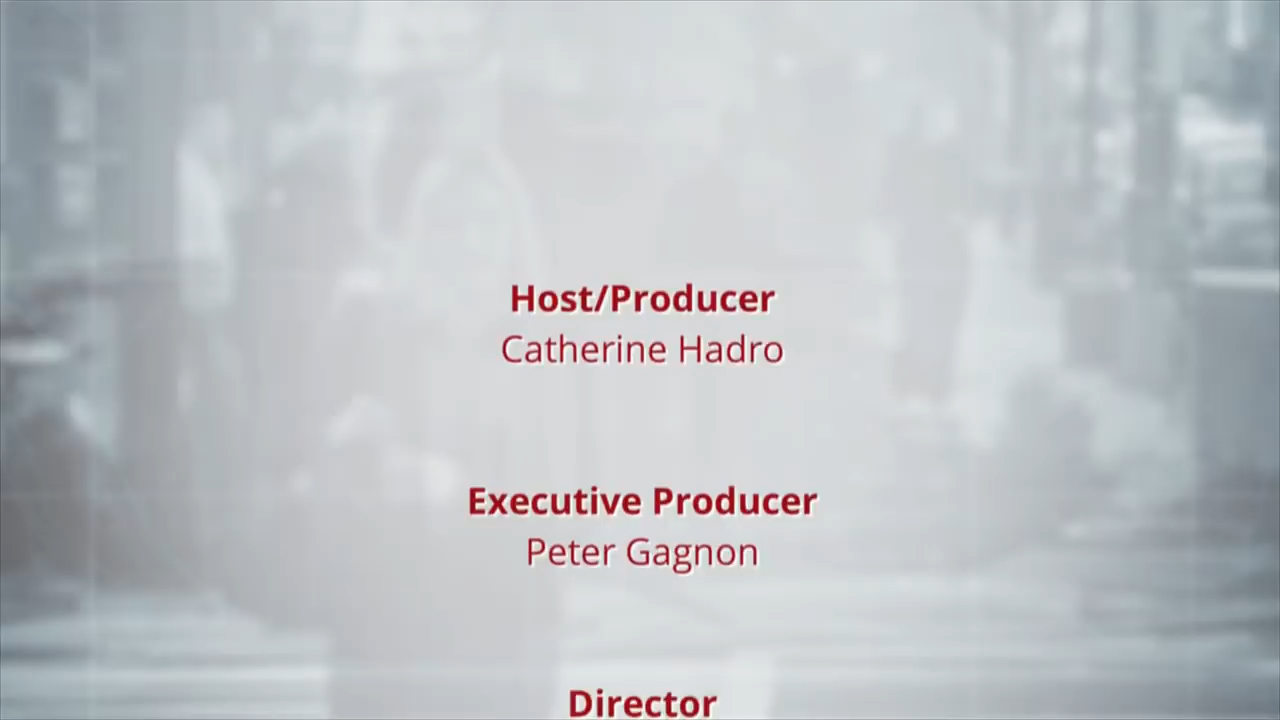 Host/Producer
Catherine Hadro
Executive Producer
Peter Gagnon
Director